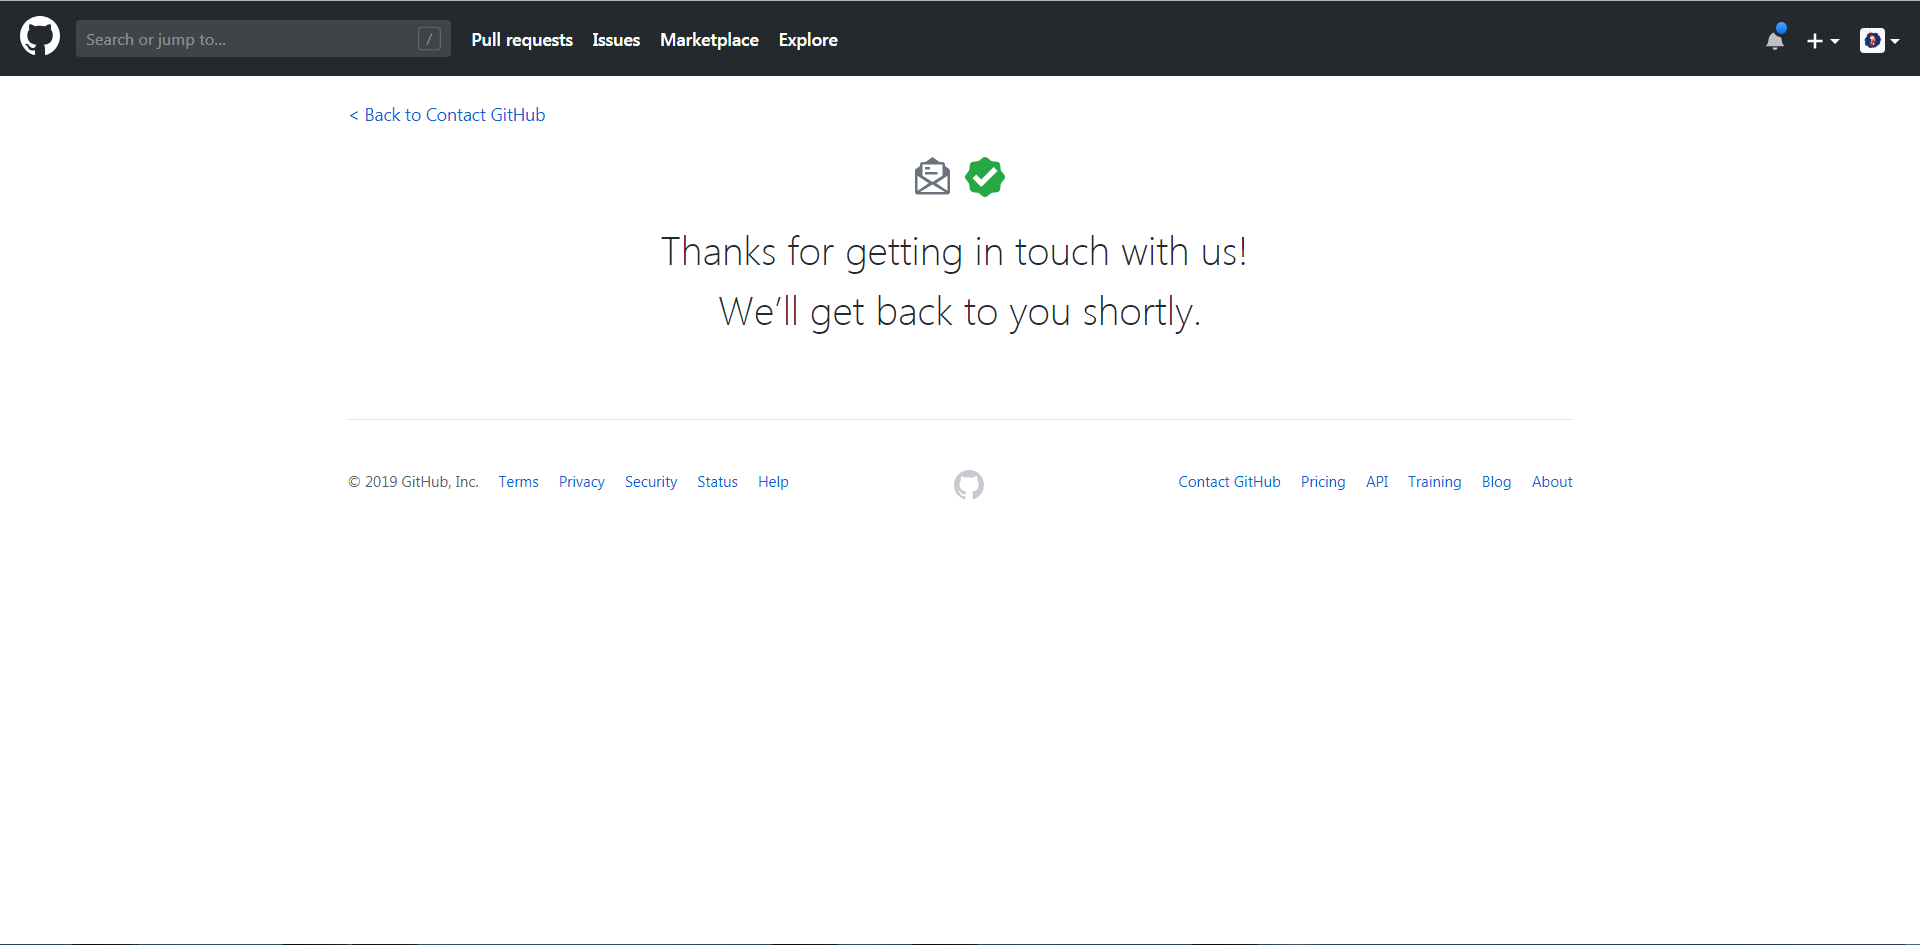 Search or jump to... /
Pull requests Issues Marketplace Explore
< Back to Contact GitHub
Thanks for getting in touch with us!
We’ll get back to you shortly.
© 2019 GitHub, Inc. Terms Privacy Security Status Help
Contact GitHub Pricing API Training Blog About